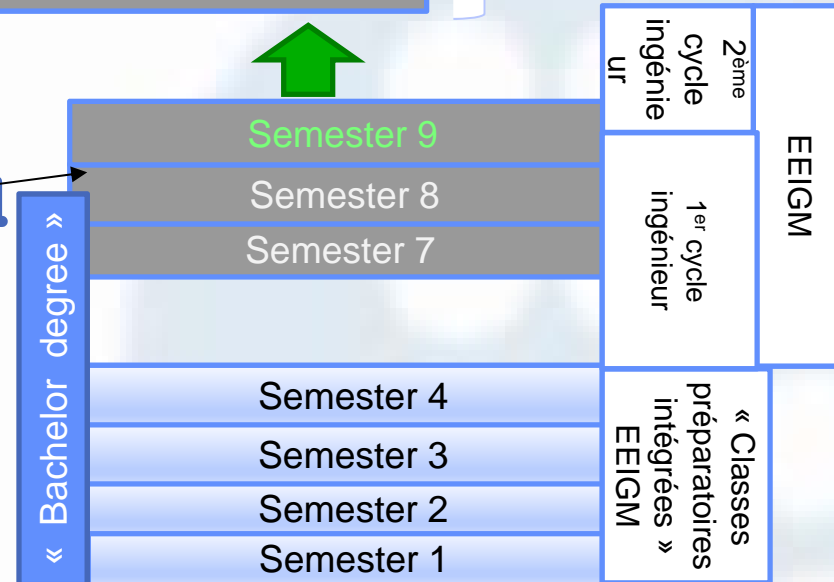 Semester 9
Semester 8
Semester 7
Semester 4
Semester 3
Semester 2
Semester 1
« Bachelor degree »
2ème
cycle
ingénie
ur
1er cycle
ingénieur
EEIGM
« Classes
préparatoires
intégrées »
EEIGM